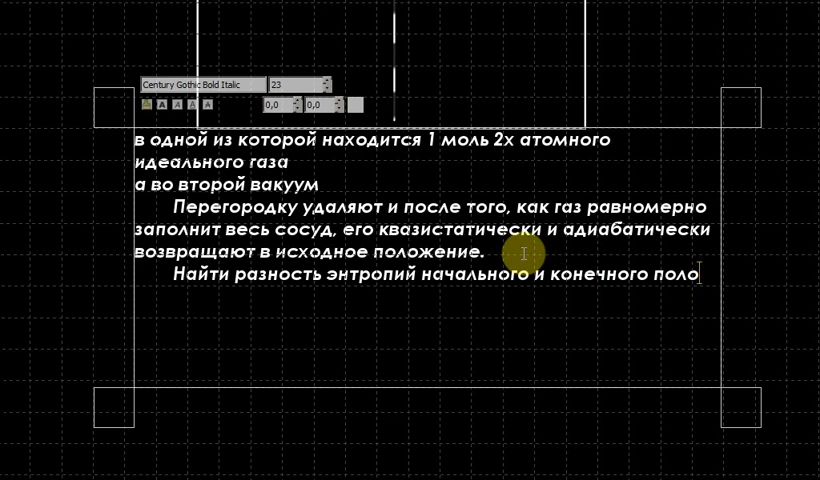 Century Gothic Bold Italic 23
A A A A A 0,0 0,0
в одной из которой находится 1 моль 2х атомного
идеального газа
а во второй вакуум
Перегородку удаляют и после того, как газ равномерно
заполнит весь сосуд, его квазистатически и адиабатически
возвращают в исходное положение.
Найти разность энтропий начального и конечного поло